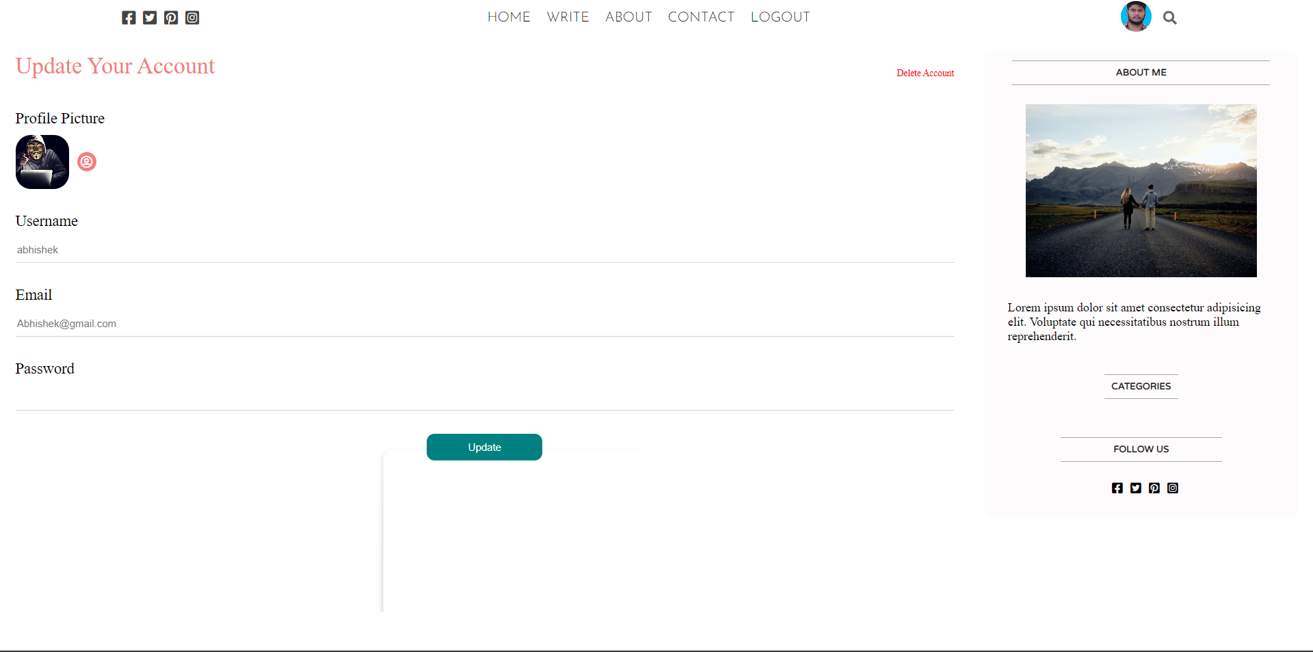 HOME WRITE ABOUT CONTACT LOGOUT
Update Your Account
Delete Account
Profile Picture
Username
abhishek
Email
Abhishek@gmail.com
Password
Update
ABOUT ME
Lorem ipsum dolor sit amet consectetur adipisicing
elit. Voluptate qui necessitatibus nostrum illum
reprehenderit.
CATEGORIES
FOLLOW US